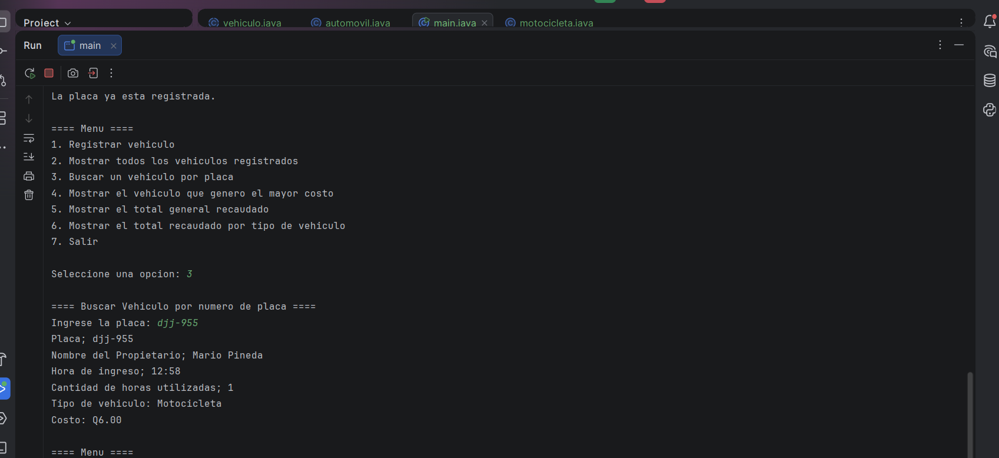 Project
vehiculo.java
automovil.java
main.java
motocicleta.java
Run
main
La placa ya esta registrada.
==== Menu ====
1. Registrar vehiculo
2. Mostrar todos los vehiculos registrados
3. Buscar un vehiculo por placa
4. Mostrar el vehiculo que genero el mayor costo
5. Mostrar el total general recaudado
6. Mostrar el total recaudado por tipo de vehiculo
7. Salir
Seleccione una opcion: 3
==== Buscar Vehiculo por numero de placa ====
Ingrese la placa: djj-955
Placa; djj-955
Nombre del Propietario; Mario Pineda
Hora de ingreso; 12:58
Cantidad de horas utilizadas; 1
Tipo de vehiculo: Motocicleta
Costo: Q6.00
==== Menu ====